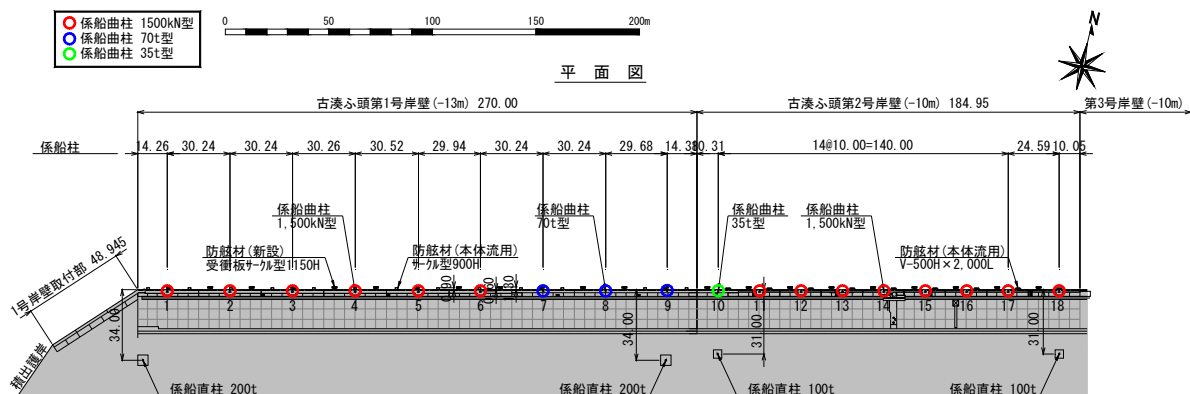 係船曲柱 1500kN型
係船曲柱 70t型
係船曲柱 35t型
0 50 100 150 200m
平 面 図
N
古湊ふ頭第1号岸壁(-13m) 270.00
古湊ふ頭第2号岸壁(-10m) 184.95
第3号岸壁(-10m)
係船柱
14.26 30.24 30.24 30.26 30.52 29.94 30.24 30.24 29.68 14.38 10.31 14@10.00=140.00 24.59 10.05
係船曲柱
1,500kN型
係船曲柱
70t型
係船曲柱
35t型
係船曲柱
1,500kN型
防舷材(新設)
受衝板サークル型1150H
防舷材(本体流用)
サークル型900H
防舷材(本体流用)
V-500H×2,000L
1号岸壁取付部 48.945
積出護岸
1 2 3 4 5 6 7 8 9 10 11 12 13 14 15 16 17 18
34.00
34.00
31.00
31.00
係船直柱 200t
係船直柱 200t
係船直柱 100t
係船直柱 100t